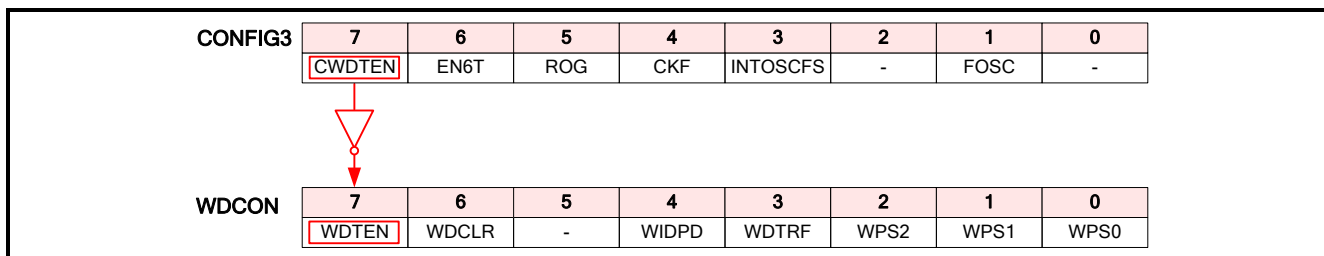 CONFIG3 7 6 5 4 3 2 1 0
CWDTEN EN6T ROG CKF INTOSCFS - FOSC -
WDCON 7 6 5 4 3 2 1 0
WDTEN WDCLR - WIDPD WDTRF WPS2 WPS1 WPS0